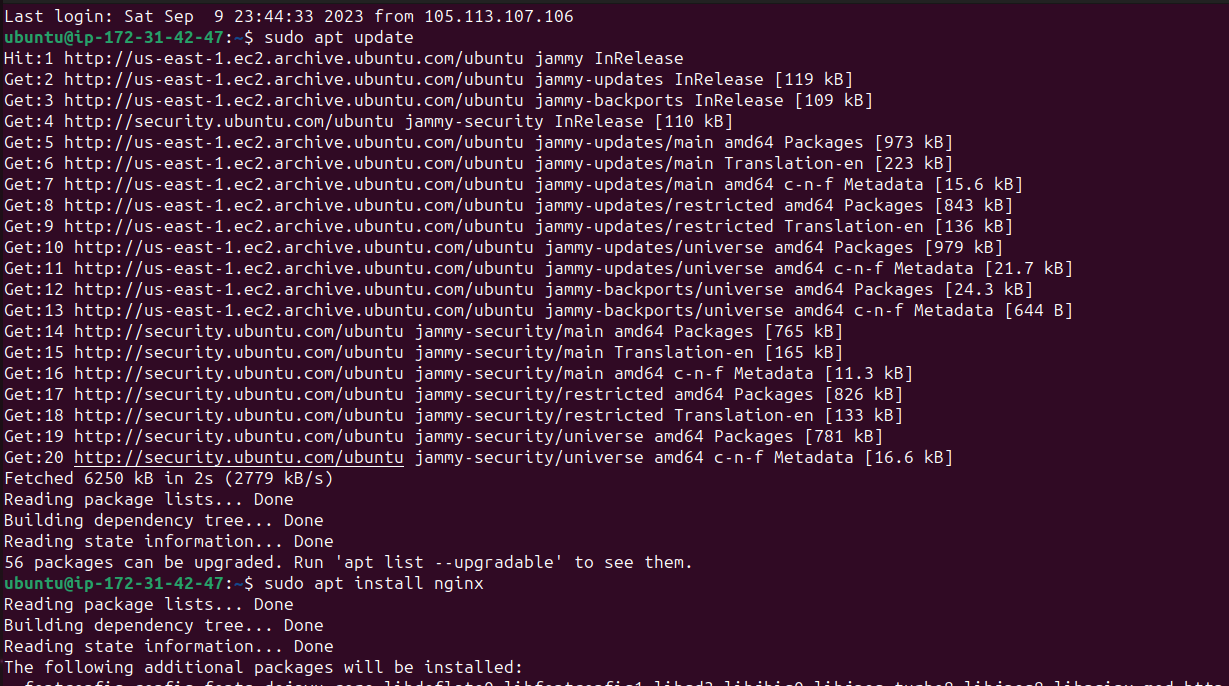 Last login: Sat Sep  9 23:44:33 2023 from 105.113.107.106
ubuntu@ip-172-31-42-47:~$ sudo apt update
Hit:1 http://us-east-1.ec2.archive.ubuntu.com/ubuntu jammy InRelease
Get:2 http://us-east-1.ec2.archive.ubuntu.com/ubuntu jammy-updates InRelease [119 kB]
Get:3 http://us-east-1.ec2.archive.ubuntu.com/ubuntu jammy-backports InRelease [109 kB]
Get:4 http://security.ubuntu.com/ubuntu jammy-security InRelease [110 kB]
Get:5 http://us-east-1.ec2.archive.ubuntu.com/ubuntu jammy-updates/main amd64 Packages [973 kB]
Get:6 http://us-east-1.ec2.archive.ubuntu.com/ubuntu jammy-updates/main Translation-en [223 kB]
Get:7 http://us-east-1.ec2.archive.ubuntu.com/ubuntu jammy-updates/main amd64 c-n-f Metadata [15.6 kB]
Get:8 http://us-east-1.ec2.archive.ubuntu.com/ubuntu jammy-updates/restricted amd64 Packages [843 kB]
Get:9 http://us-east-1.ec2.archive.ubuntu.com/ubuntu jammy-updates/restricted Translation-en [136 kB]
Get:10 http://us-east-1.ec2.archive.ubuntu.com/ubuntu jammy-updates/universe amd64 Packages [979 kB]
Get:11 http://us-east-1.ec2.archive.ubuntu.com/ubuntu jammy-updates/universe amd64 c-n-f Metadata [21.7 kB]
Get:12 http://us-east-1.ec2.archive.ubuntu.com/ubuntu jammy-backports/universe amd64 Packages [24.3 kB]
Get:13 http://us-east-1.ec2.archive.ubuntu.com/ubuntu jammy-backports/universe amd64 c-n-f Metadata [644 B]
Get:14 http://security.ubuntu.com/ubuntu jammy-security/main amd64 Packages [765 kB]
Get:15 http://security.ubuntu.com/ubuntu jammy-security/main Translation-en [165 kB]
Get:16 http://security.ubuntu.com/ubuntu jammy-security/main amd64 c-n-f Metadata [11.3 kB]
Get:17 http://security.ubuntu.com/ubuntu jammy-security/restricted amd64 Packages [826 kB]
Get:18 http://security.ubuntu.com/ubuntu jammy-security/restricted Translation-en [133 kB]
Get:19 http://security.ubuntu.com/ubuntu jammy-security/universe amd64 Packages [781 kB]
Get:20 http://security.ubuntu.com/ubuntu jammy-security/universe amd64 c-n-f Metadata [16.6 kB]
Fetched 6250 kB in 2s (2779 kB/s)
Reading package lists... Done
Building dependency tree... Done
Reading state information... Done
56 packages can be upgraded. Run 'apt list --upgradable' to see them.
ubuntu@ip-172-31-42-47:~$ sudo apt install nginx
Reading package lists... Done
Building dependency tree... Done
Reading state information... Done
The following additional packages will be installed: